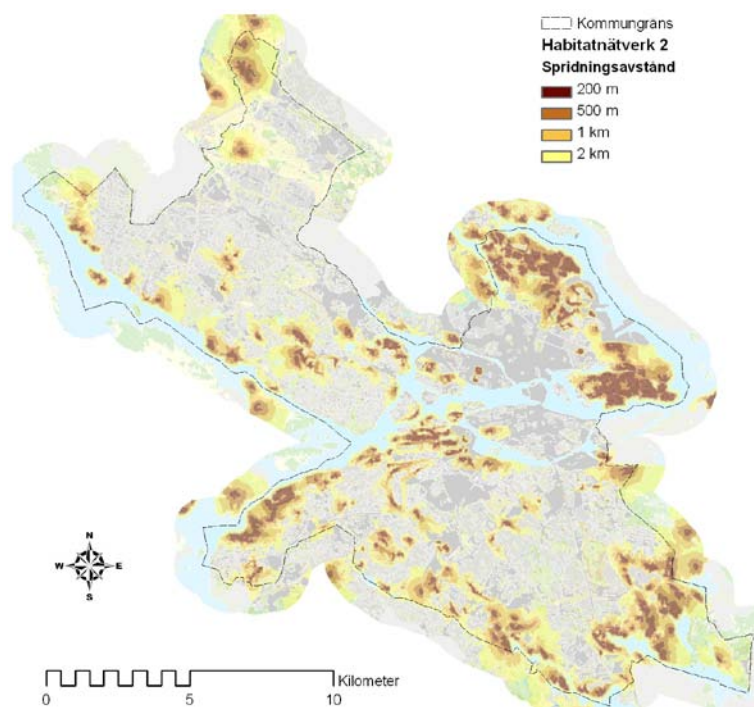 Kommungräns
Habitatnätverk 2
Spridningsavstånd
200 m
500 m
1 km
2 km
N
W E
S
Kilometer
0 5 10